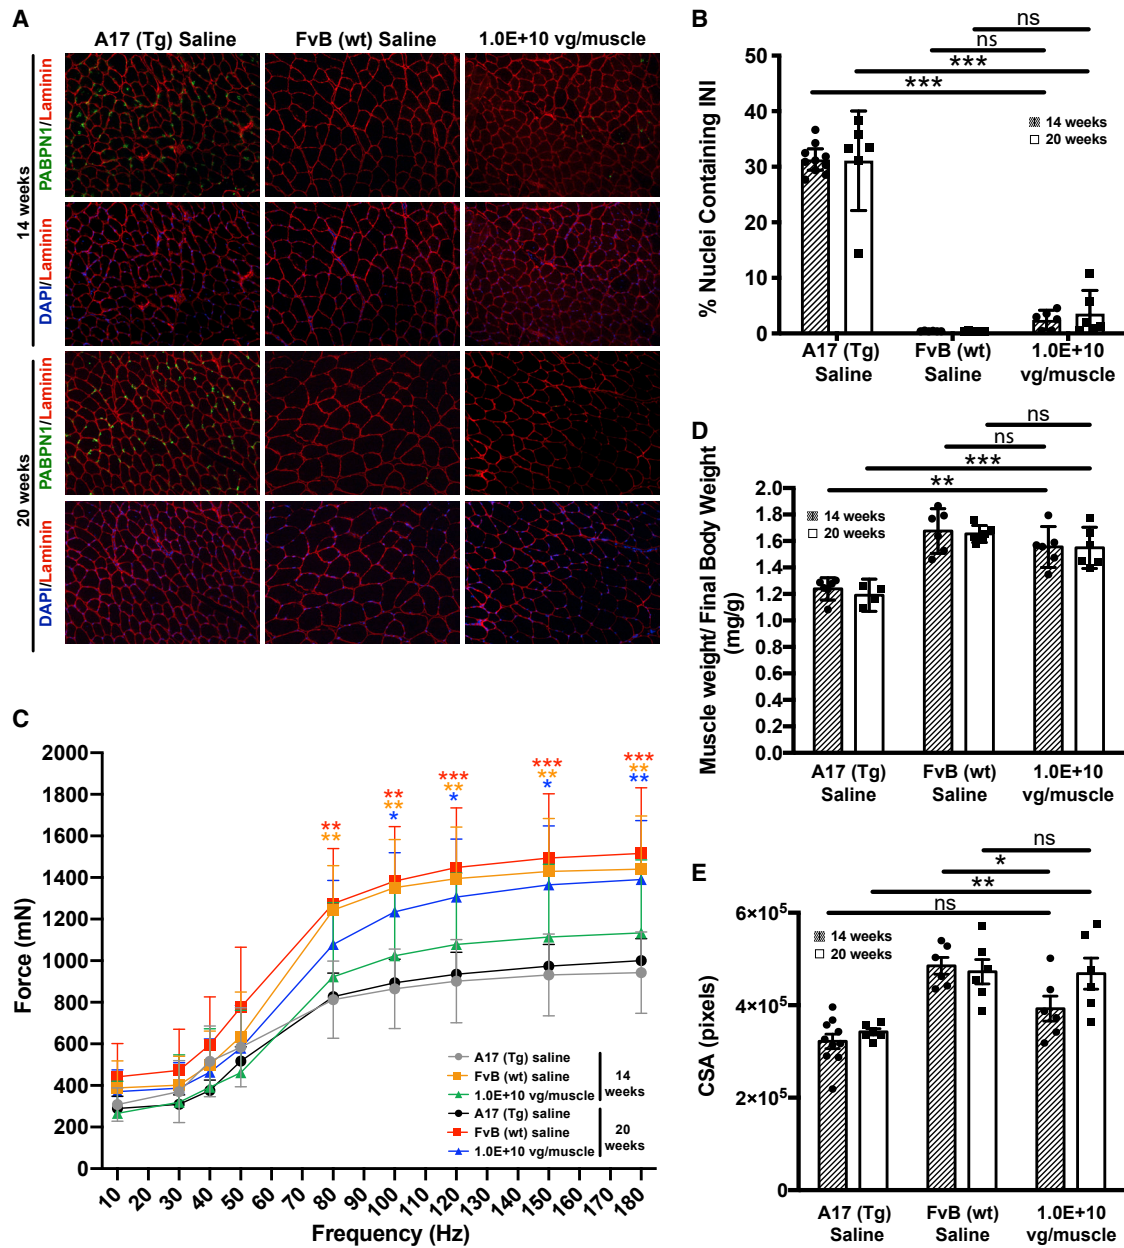 A
A17 (Tg) Saline
FvB (wt) Saline
1.0E+10 vg/muscle
14 weeks
PABPN1/Laminin
DAPI/Laminin
20 weeks
PABPN1/Laminin
DAPI/Laminin
B
ns
ns
***
***
% Nuclei Containing INI
50
40
30
20
10
0
14 weeks
20 weeks
A17 (Tg)
Saline
FvB (wt)
Saline
1.0E+10
vg/muscle
C
Force (mN)
2000
1800
1600
1400
1200
1000
800
600
400
200
0
**
**
**
**
*
***
**
*
***
**
*
***
**
**
A17 (Tg) saline
FvB (wt) saline
1.0E+10 vg/muscle
14
weeks
A17 (Tg) saline
FvB (wt) saline
1.0E+10 vg/muscle
20
weeks
10 20 30 40 50 60 70 80 90 100 110 120 130 140 150 160 170 180
Frequency (Hz)
D
ns
ns
***
**
Muscle weight/ Final Body Weight
(mg/g)
2.0
1.8
1.6
1.4
1.2
1.0
0.8
0.6
0.4
0.2
0.0
14 weeks
20 weeks
A17 (Tg)
Saline
FvB (wt)
Saline
1.0E+10
vg/muscle
E
ns
*
**
ns
CSA (pixels)
6×10⁵
4×10⁵
2×10⁵
0
14 weeks
20 weeks
A17 (Tg)
Saline
FvB (wt)
Saline
1.0E+10
vg/muscle